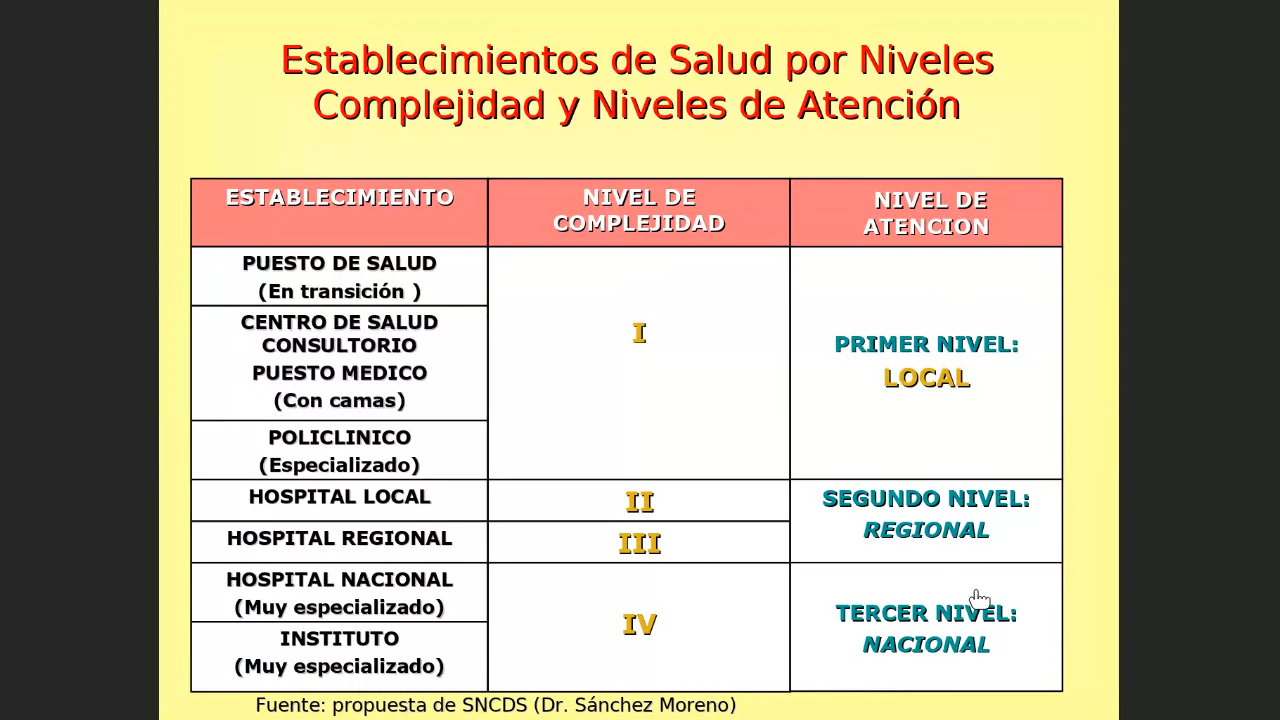 Establecimientos de Salud por Niveles
Complejidad y Niveles de Atención
ESTABLECIMIENTO
NIVEL DE
COMPLEJIDAD
NIVEL DE
ATENCION
PUESTO DE SALUD
(En transición )
CENTRO DE SALUD
CONSULTORIO
PUESTO MEDICO
(Con camas)
POLICLINICO
(Especializado)
I
PRIMER NIVEL:
LOCAL
HOSPITAL LOCAL
II
SEGUNDO NIVEL:
REGIONAL
HOSPITAL REGIONAL
III
HOSPITAL NACIONAL
(Muy especializado)
INSTITUTO
(Muy especializado)
IV
TERCER NIVEL:
NACIONAL
Fuente: propuesta de SNCDS (Dr. Sánchez Moreno)